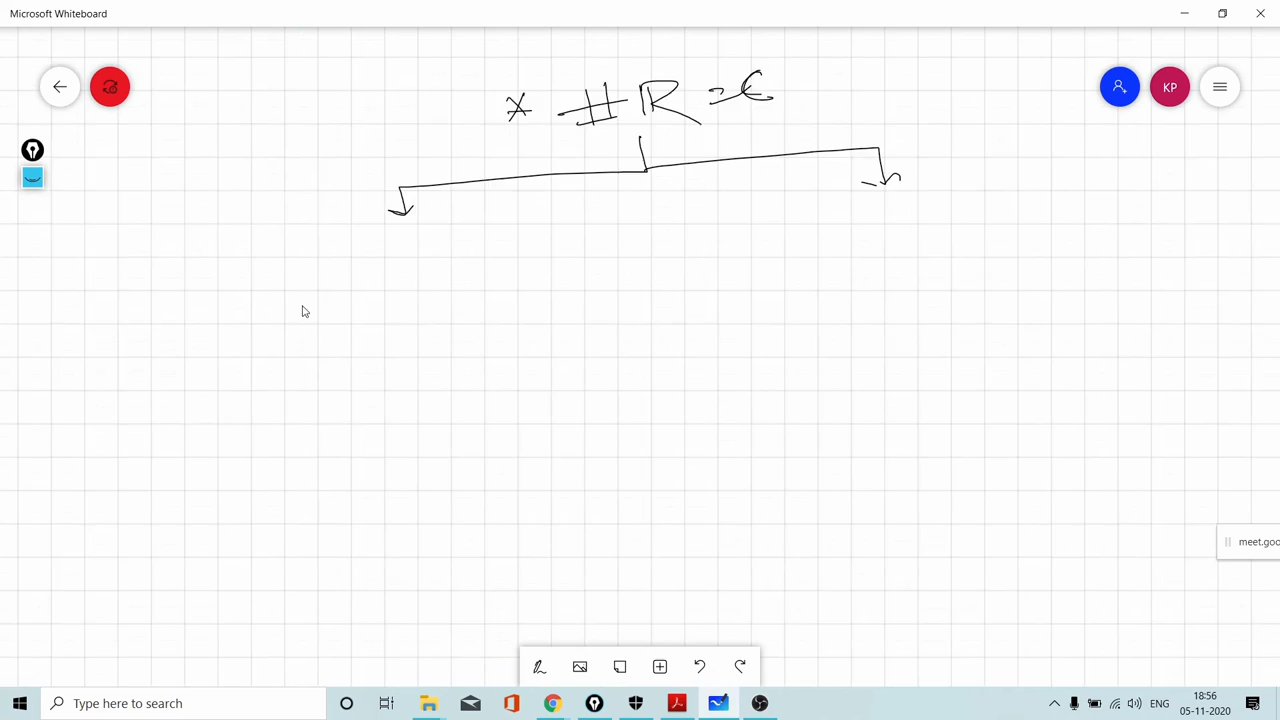 Microsoft Whiteboard
KP
meet.goo
Type here to search
ENG
18:56
05-11-2020